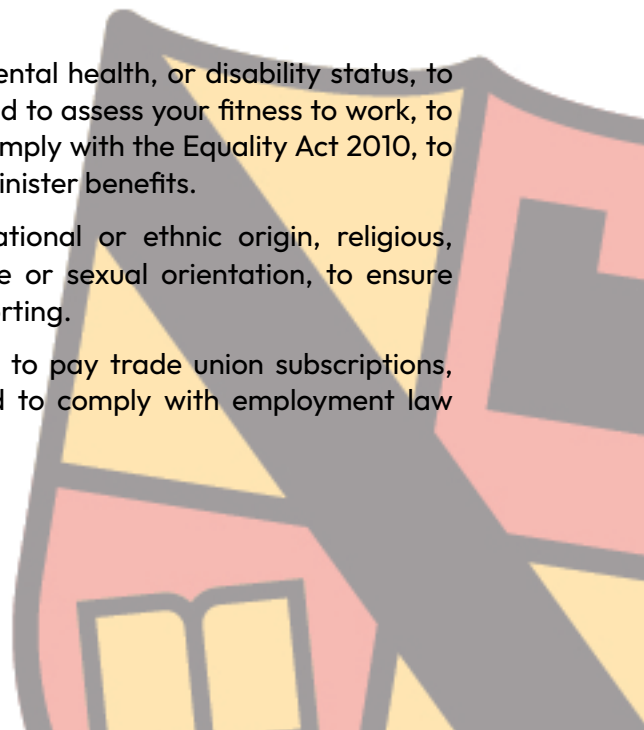 ental health, or disability status, to
d to assess your fitness to work, to
mply with the Equality Act 2010, to
inister benefits.
ational or ethnic origin, religious,
e or sexual orientation, to ensure
rting.
to pay trade union subscriptions,
d to comply with employment law